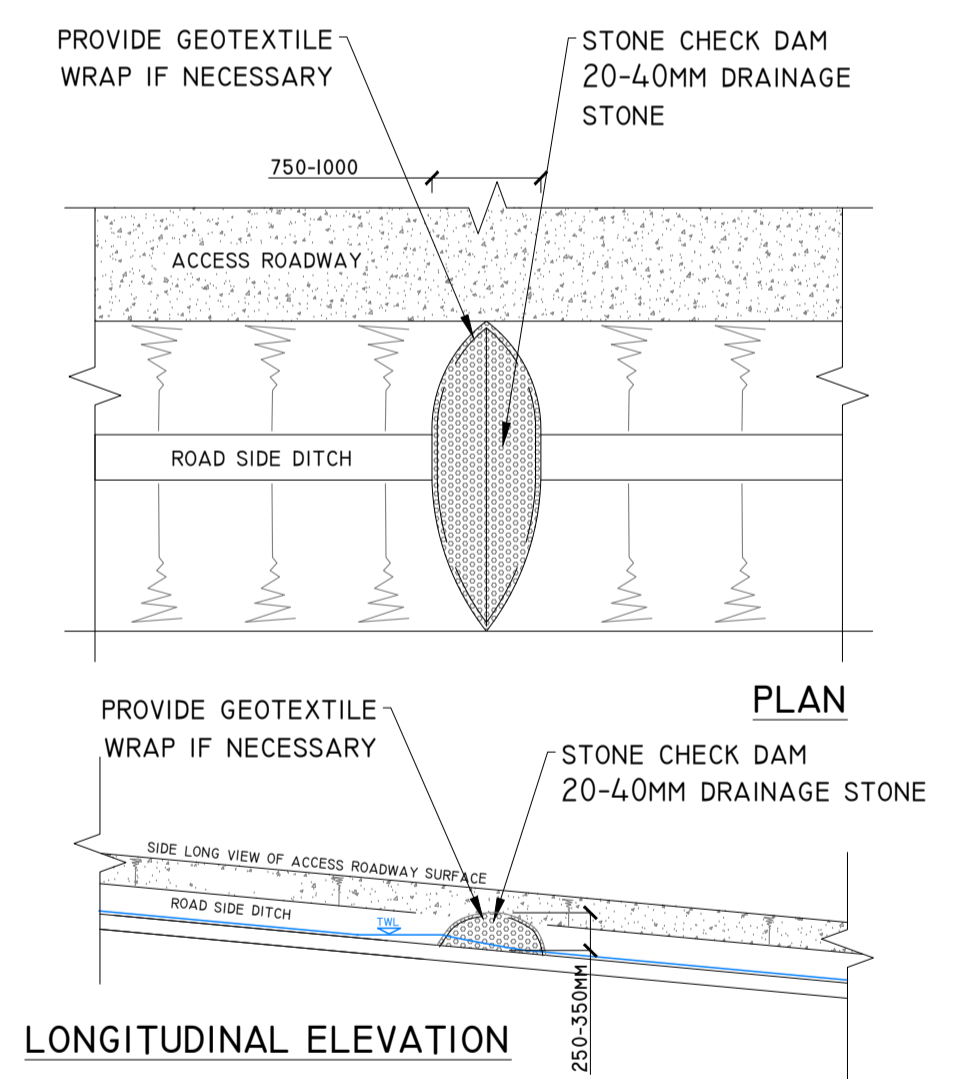 PROVIDE GEOTEXTILE
WRAP IF NECESSARY
STONE CHECK DAM
20-40MM DRAINAGE
STONE
750-1000
ACCESS ROADWAY
ROAD SIDE DITCH
PLAN
PROVIDE GEOTEXTILE
WRAP IF NECESSARY
STONE CHECK DAM
20-40MM DRAINAGE STONE
SIDE LONG VIEW OF ACCESS ROADWAY SURFACE
ROAD SIDE DITCH
TWL
250-350MM
LONGITUDINAL ELEVATION